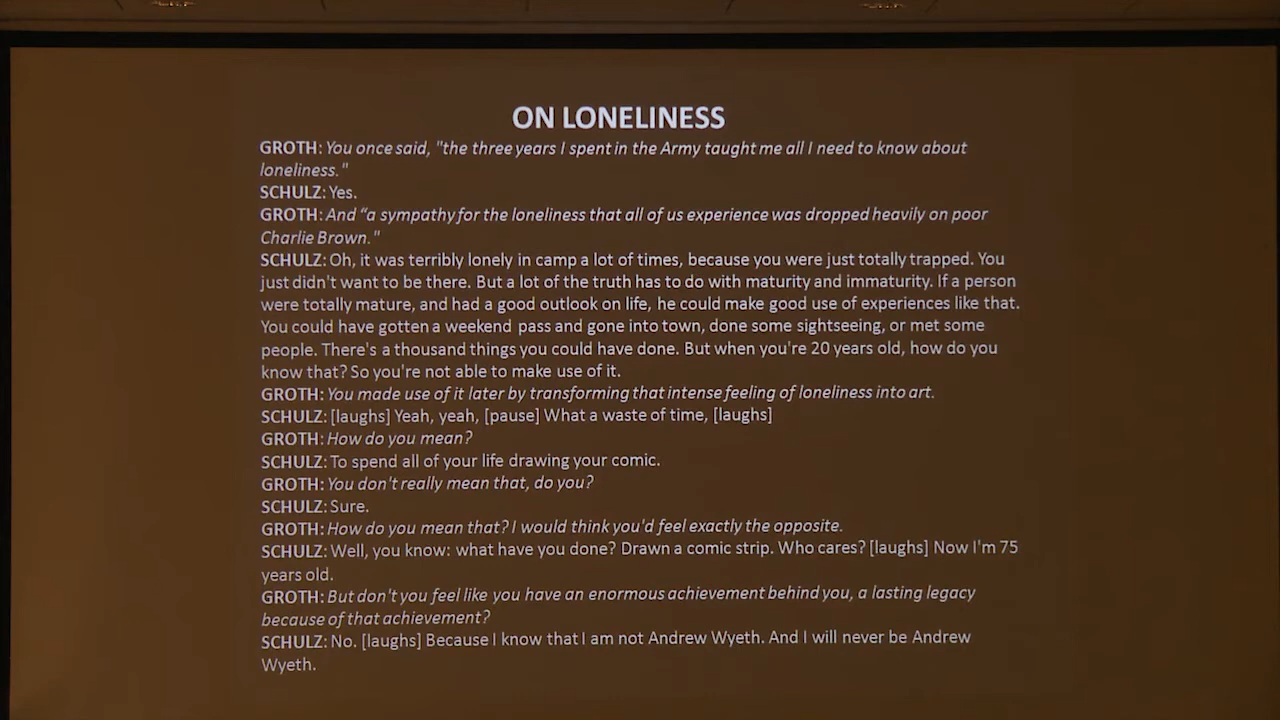 ON LONELINESS
GROTH: You once said, "the three years I spent in the Army taught me all I need to know about
loneliness."
SCHULZ: Yes.
GROTH: And “a sympathy for the loneliness that all of us experience was dropped heavily on poor
Charlie Brown."
SCHULZ: Oh, it was terribly lonely in camp a lot of times, because you were just totally trapped. You
just didn't want to be there. But a lot of the truth has to do with maturity and immaturity. If a person
were totally mature, and had a good outlook on life, he could make good use of experiences like that.
You could have gotten a weekend pass and gone into town, done some sightseeing, or met some
people. There's a thousand things you could have done. But when you're 20 years old, how do you
know that? So you're not able to make use of it.
GROTH: You made use of it later by transforming that intense feeling of loneliness into art.
SCHULZ: [laughs] Yeah, yeah, [pause] What a waste of time, [laughs]
GROTH: How do you mean?
SCHULZ: To spend all of your life drawing your comic.
GROTH: You don't really mean that, do you?
SCHULZ: Sure.
GROTH: How do you mean that? I would think you'd feel exactly the opposite.
SCHULZ: Well, you know: what have you done? Drawn a comic strip. Who cares? [laughs] Now I'm 75
years old.
GROTH: But don't you feel like you have an enormous achievement behind you, a lasting legacy
because of that achievement?
SCHULZ: No. [laughs] Because I know that I am not Andrew Wyeth. And I will never be Andrew
Wyeth.